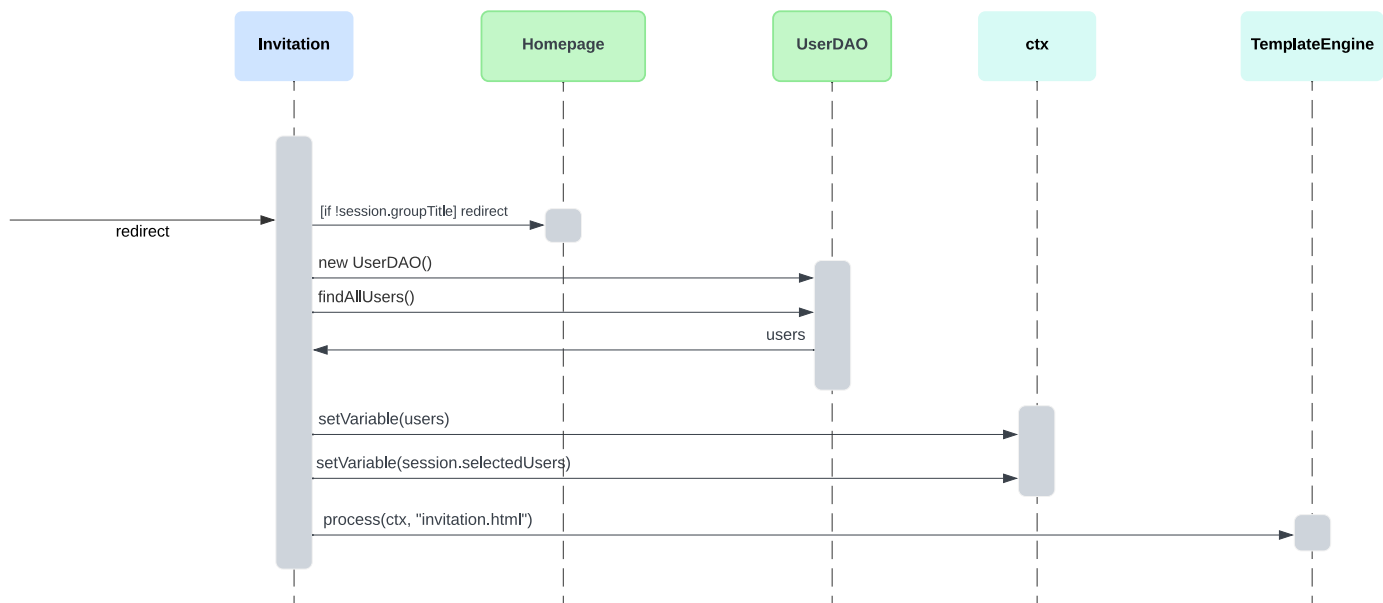 Invitation
Homepage
UserDAO
ctx
TemplateEngine
[if !session.groupTitle] redirect
redirect
new UserDAO()
findAllUsers()
users
setVariable(users)
setVariable(session.selectedUsers)
process(ctx, "invitation.html")